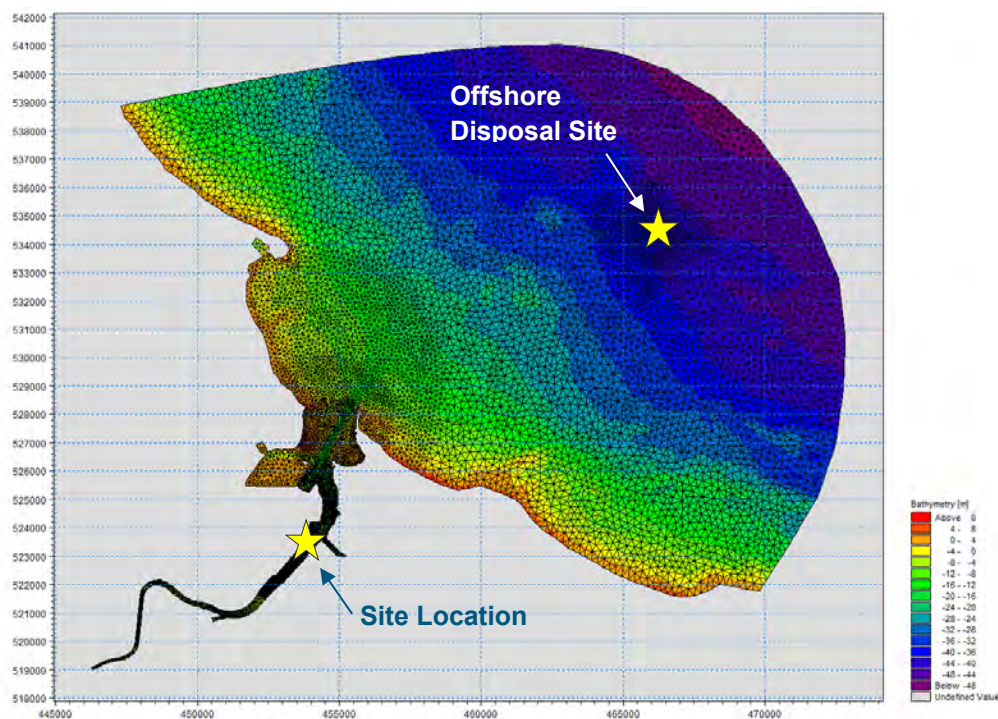 542000
541000
540000
539000
538000
537000
536000
535000
534000
533000
532000
531000
530000
529000
528000
527000
526000
525000
524000
523000
522000
521000
520000
519000
518000
445000 450000 455000 460000 465000 470000
Offshore
Disposal Site
Site Location
Bathymetry [m]
Above 8
4 - 8
0 - 4
-4 - 0
-8 - -4
-12 - -8
-16 - -12
-20 - -16
-24 - -20
-28 - -24
-32 - -28
-36 - -32
-40 - -36
-44 - -40
-48 - -44
Below -48
Undefined Value